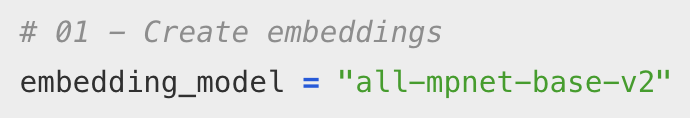 # 01 – Create embeddings
embedding_model = "all-mpnet-base-v2"